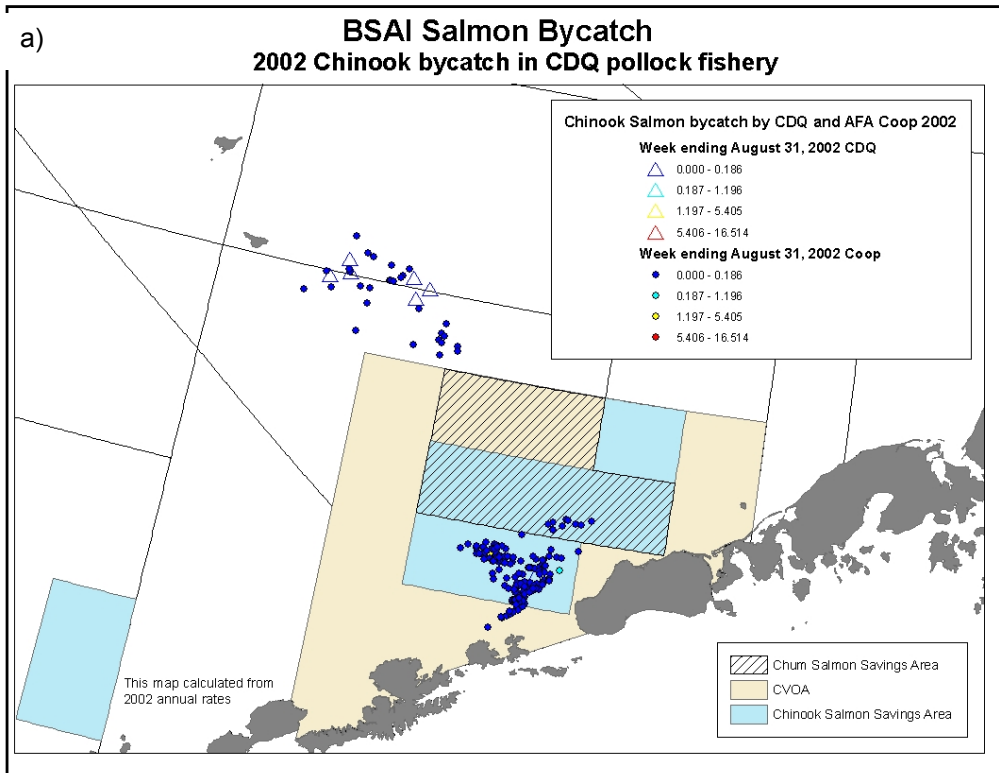 a)
BSAI Salmon Bycatch
2002 Chinook bycatch in CDQ pollock fishery
Chinook Salmon bycatch by CDQ and AFA Coop 2002
Week ending August 31, 2002 CDQ
0.000 - 0.186
0.187 - 1.196
1.197 - 5.405
5.406 - 16.514
Week ending August 31, 2002 Coop
0.000 - 0.186
0.187 - 1.196
1.197 - 5.405
5.406 - 16.514
This map calculated from
2002 annual rates
Chum Salmon Savings Area
CVOA
Chinook Salmon Savings Area